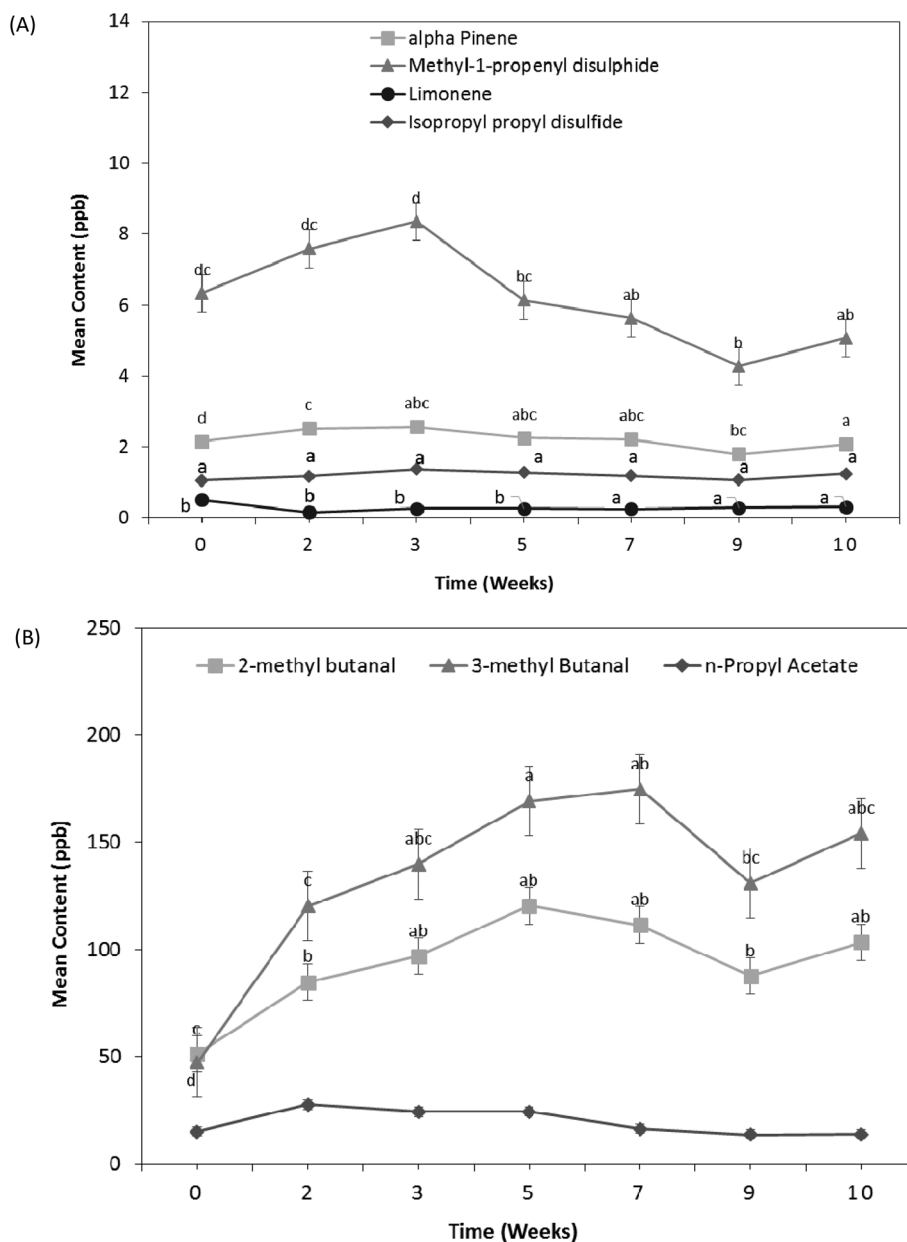 (A)
14
12
10
8
6
4
2
0
Mean Content (ppb)
alpha Pinene
Methyl-1-propenyl disulphide
Limonene
Isopropyl propyl disulfide
dc dc d bc ab b ab
d c abc abc abc bc a
a a a a a a a
b b b b a a a
0 2 3 5 7 9 10
Time (Weeks)
(B)
250
200
150
100
50
0
Mean Content (ppb)
2-methyl butanal 3-methyl Butanal n-Propyl Acetate
d c abc a ab bc abc
c b ab ab ab b ab
0 2 3 5 7 9 10
Time (Weeks)